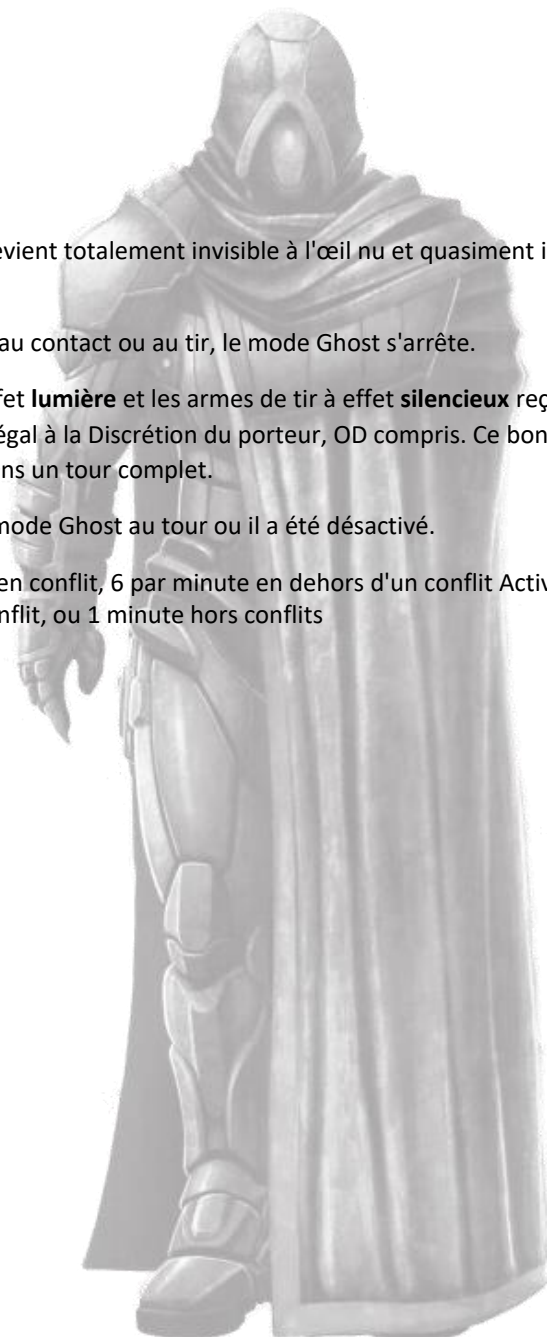 evient totalement invisible à l'œil nu et quasiment i
au contact ou au tir, le mode Ghost s'arrête.
fet lumière et les armes de tir à effet silencieux reç
égal à la Discrétion du porteur, OD compris. Ce bon
ns un tour complet.
mode Ghost au tour ou il a été désactivé.
en conflit, 6 par minute en dehors d'un conflit Activ
nflit, ou 1 minute hors conflits